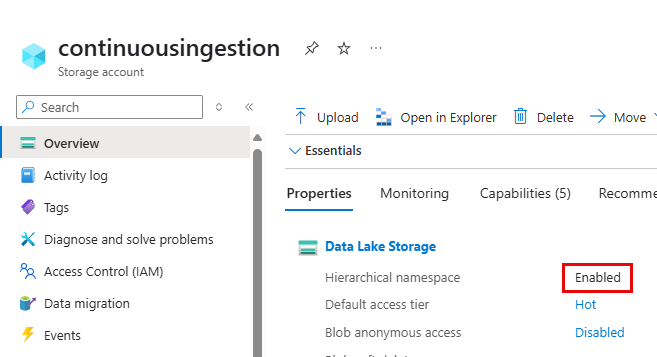 continuousingestion
Storage account
Search
Upload
Open in Explorer
Delete
Move
Overview
Essentials
Activity log
Properties
Monitoring
Capabilities (5)
Recomme
Tags
Diagnose and solve problems
Data Lake Storage
Access Control (IAM)
Hierarchical namespace
Enabled
Data migration
Default access tier
Hot
Events
Blob anonymous access
Disabled